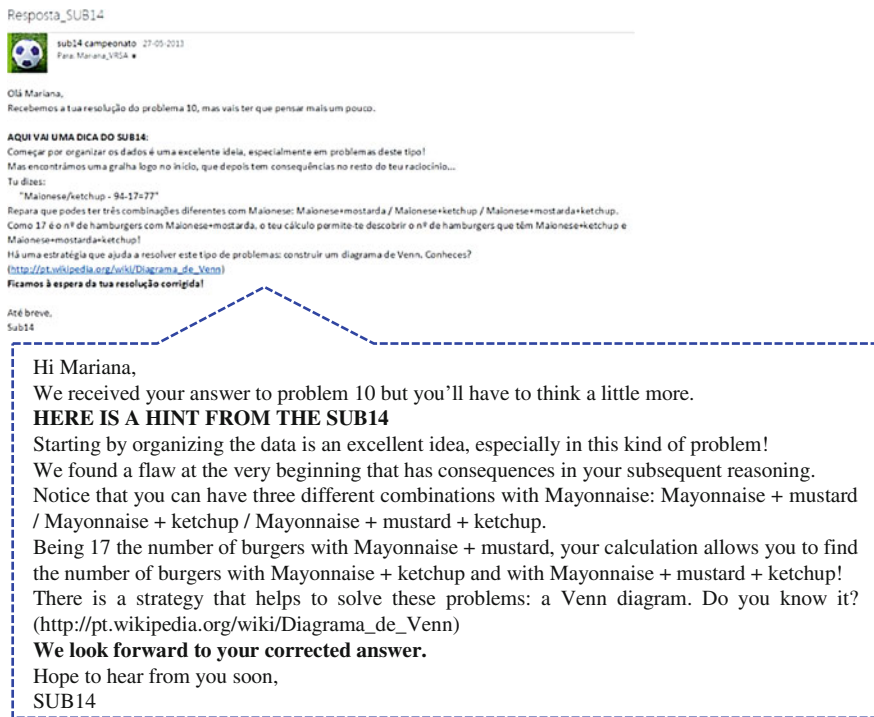 Resposta_SUB14
sub14 campeonato 27-05-2013
Para: Mariana_VRSA
Olá Mariana,
Recebemos a tua resolução do problema 10, mas vais ter que pensar mais um pouco.
AQUI VAI UMA DICA DO SUB14:
Começar por organizar os dados é uma excelente ideia, especialmente em problemas deste tipo!
Mas encontrámos uma gralha logo no início, que depois tem consequências no resto do teu raciocínio...
Tu dizes:
"Maionese/ketchup - 94-17=77"
Repara que podes ter três combinações diferentes com Maionese: Maionese+mostarda / Maionese+ketchup / Maionese+mostarda+ketchup.
Como 17 é o nº de hamburgers com Maionese+mostarda, o teu cálculo permite-te descobrir o nº de hamburgers que têm Maionese+ketchup e
Maionese+mostarda+ketchup!
Há uma estratégia que ajuda a resolver este tipo de problemas: construir um diagrama de Venn. Conheces?
(http://pt.wikipedia.org/wiki/Diagrama_de_Venn)
Ficamos à espera da tua resolução corrigida!
Até breve,
Sub14
Hi Mariana,
We received your answer to problem 10 but you'll have to think a little more.
HERE IS A HINT FROM THE SUB14
Starting by organizing the data is an excellent idea, especially in this kind of problem!
We found a flaw at the very beginning that has consequences in your subsequent reasoning.
Notice that you can have three different combinations with Mayonnaise: Mayonnaise + mustard
/ Mayonnaise + ketchup / Mayonnaise + mustard + ketchup.
Being 17 the number of burgers with Mayonnaise + mustard, your calculation allows you to find
the number of burgers with Mayonnaise + ketchup and with Mayonnaise + mustard + ketchup!
There is a strategy that helps to solve these problems: a Venn diagram. Do you know it?
(http://pt.wikipedia.org/wiki/Diagrama_de_Venn)
We look forward to your corrected answer.
Hope to hear from you soon,
SUB14